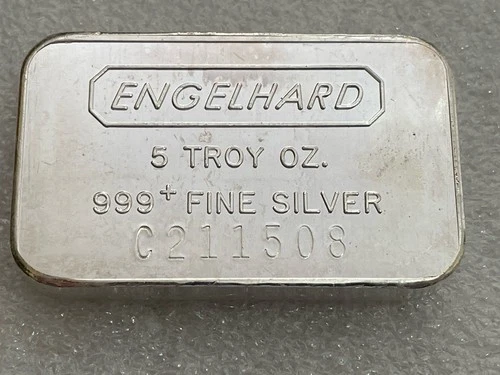 ENGELHARD
5 TROY OZ.
999+ FINE SILVER
C211508